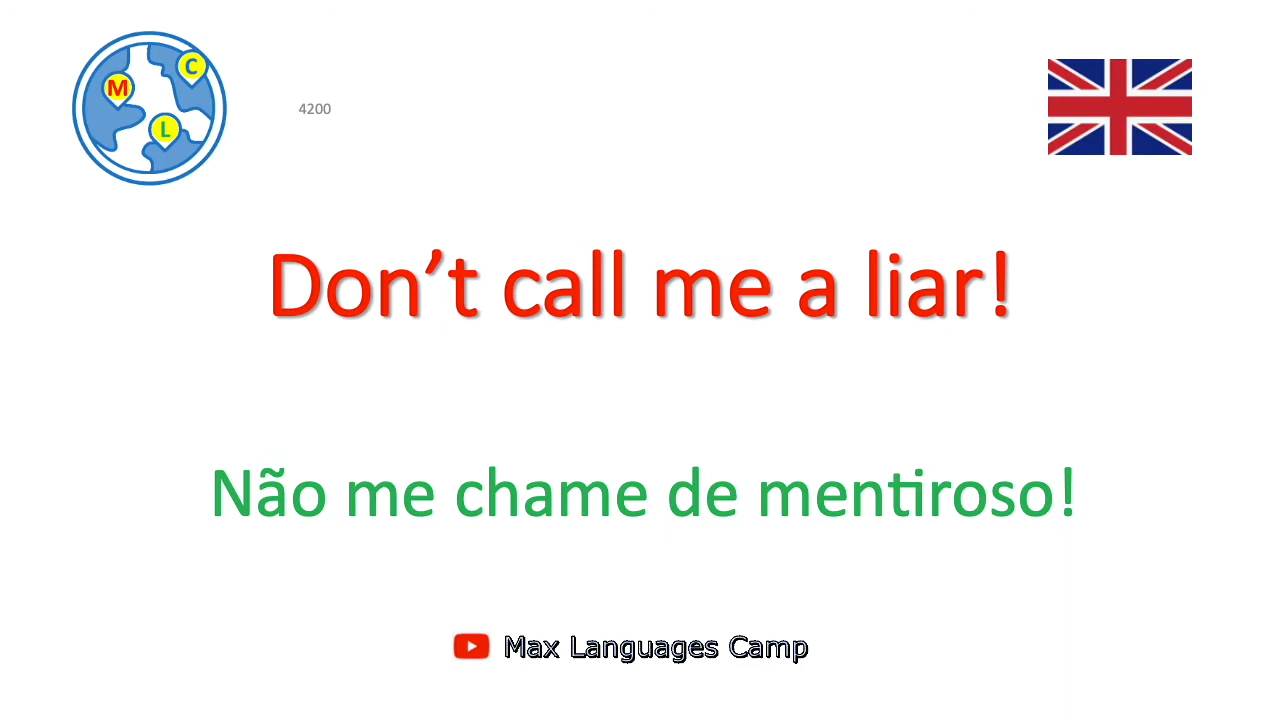 M
C
L
4200
Don’t call me a liar!
Não me chame de mentiroso!
Max Languages Camp